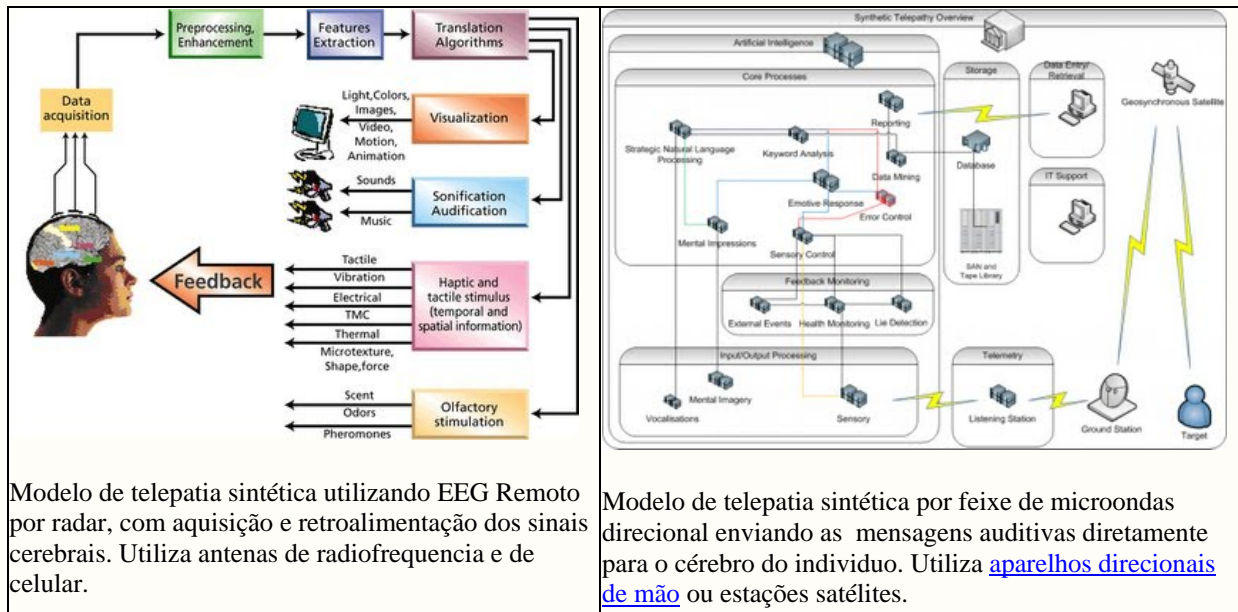 Preprocessing,
Enhancement
Features
Extraction
Translation
Algorithms
Data
acquisition
Light,Colors,
Images,
Video,
Motion,
Animation
Visualization
Sounds
Music
Sonification
Audification
Feedback
Tactile
Vibration
Electrical
TMC
Thermal
Microtexture,
Shape,force
Haptic and
tactile stimulus
(temporal and
spatial information)
Scent
Odors
Pheromones
Olfactory
stimulation
Modelo de telepatia sintética utilizando EEG Remoto
por radar, com aquisição e retroalimentação dos sinais
cerebrais. Utiliza antenas de radiofrequencia e de
celular.
Synthetic Telepathy Overview
Artificial Intelligence
Core Processes
Reporting
Strategic Natural Language
Processing
Keyword Analysis
Data Mining
Emotive Response
Error Control
Mental Impressions
Sensory Control
Feedback Monitoring
External Events
Health Monitoring
Lie Detection
Input/Output Processing
Mental Imagery
Vocalisations
Sensory
Storage
Database
SAN and
Tape Library
Data Entry/
Retrieval
IT Support
Geosynchronous Satellite
Telemetry
Listening Station
Ground Station
Target
Modelo de telepatia sintética por feixe de microondas
direcional enviando as mensagens auditivas diretamente
para o cérebro do individuo. Utiliza aparelhos direcionais
de mão ou estações satélites.